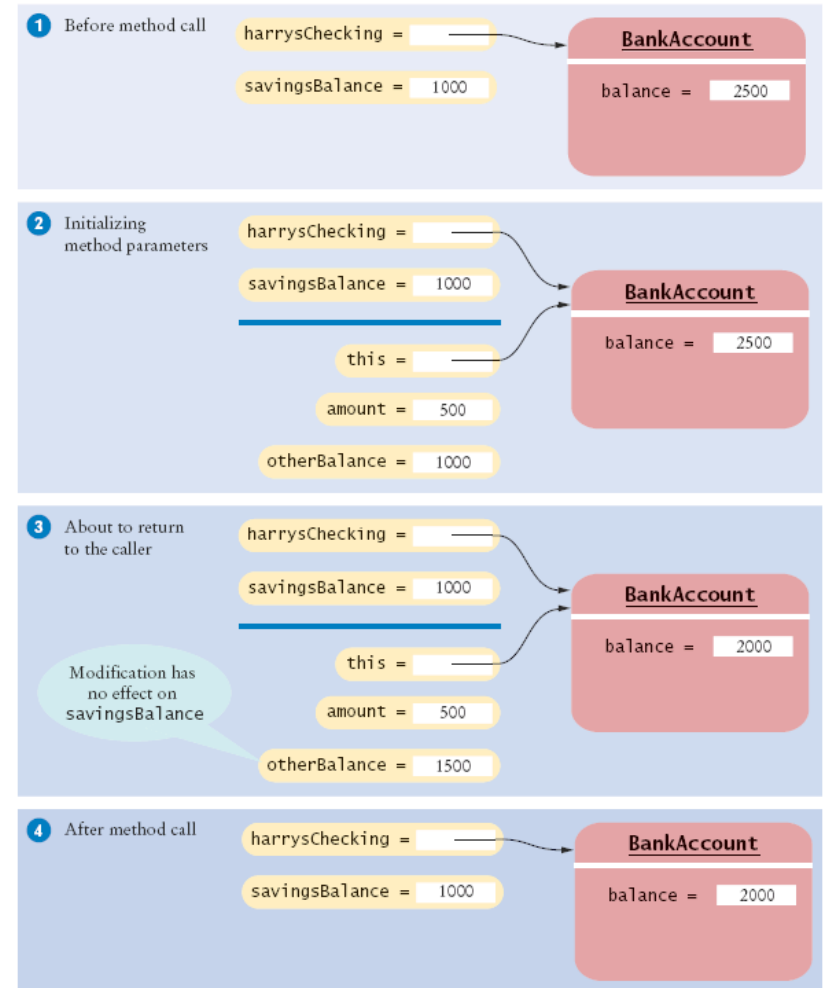 1 Before method call
harrysChecking =
BankAccount
savingsBalance = 1000
balance = 2500
2 Initializing
method parameters
harrysChecking =
savingsBalance = 1000
BankAccount
balance = 2500
this =
amount = 500
otherBalance = 1000
3 About to return
to the caller
harrysChecking =
savingsBalance = 1000
BankAccount
balance = 2000
Modification has
no effect on
savingsBalance
this =
amount = 500
otherBalance = 1500
4 After method call
harrysChecking =
BankAccount
savingsBalance = 1000
balance = 2000